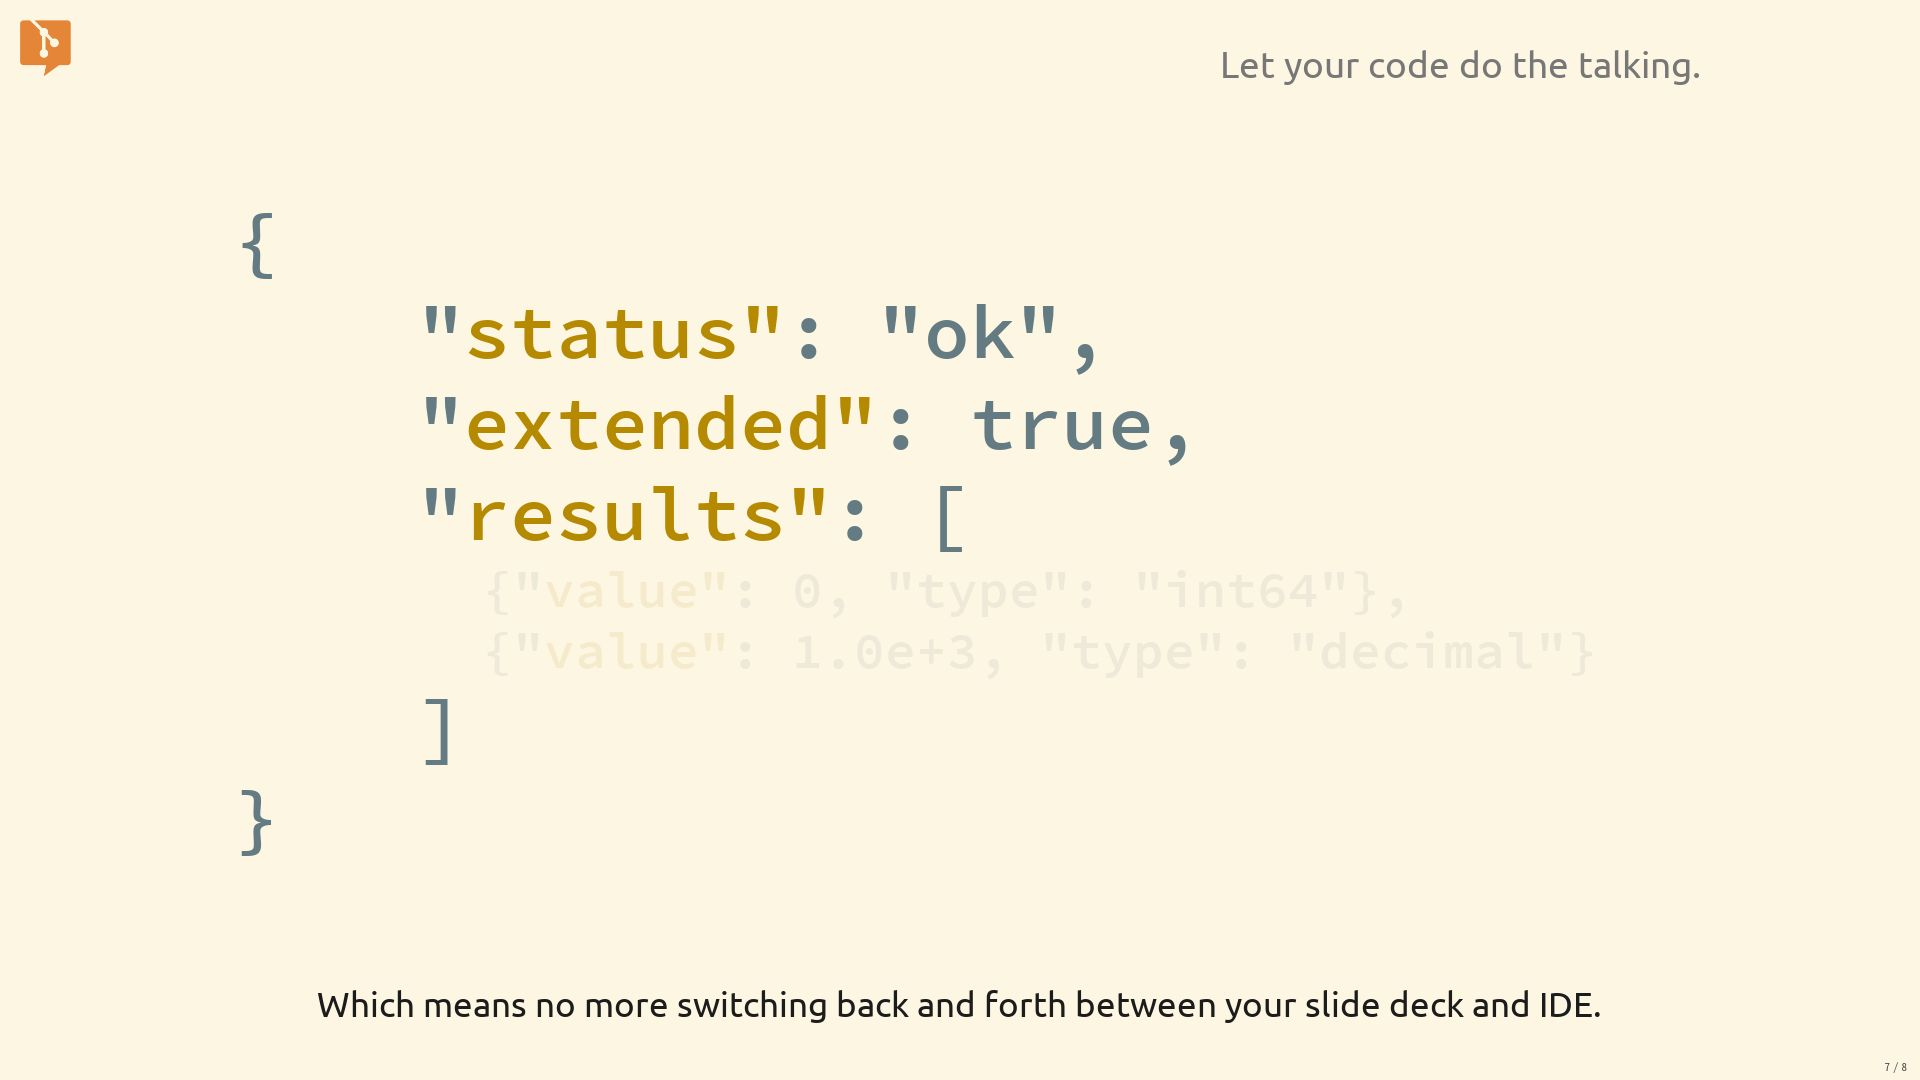 Let your code do the talking.
{
"status": "ok",
"extended": true,
"results": [
{"value": 0, "type": "int64"},
{"value": 1.0e+3, "type": "decimal"}
]
}
Which means no more switching back and forth between your slide deck and IDE.
7 / 8